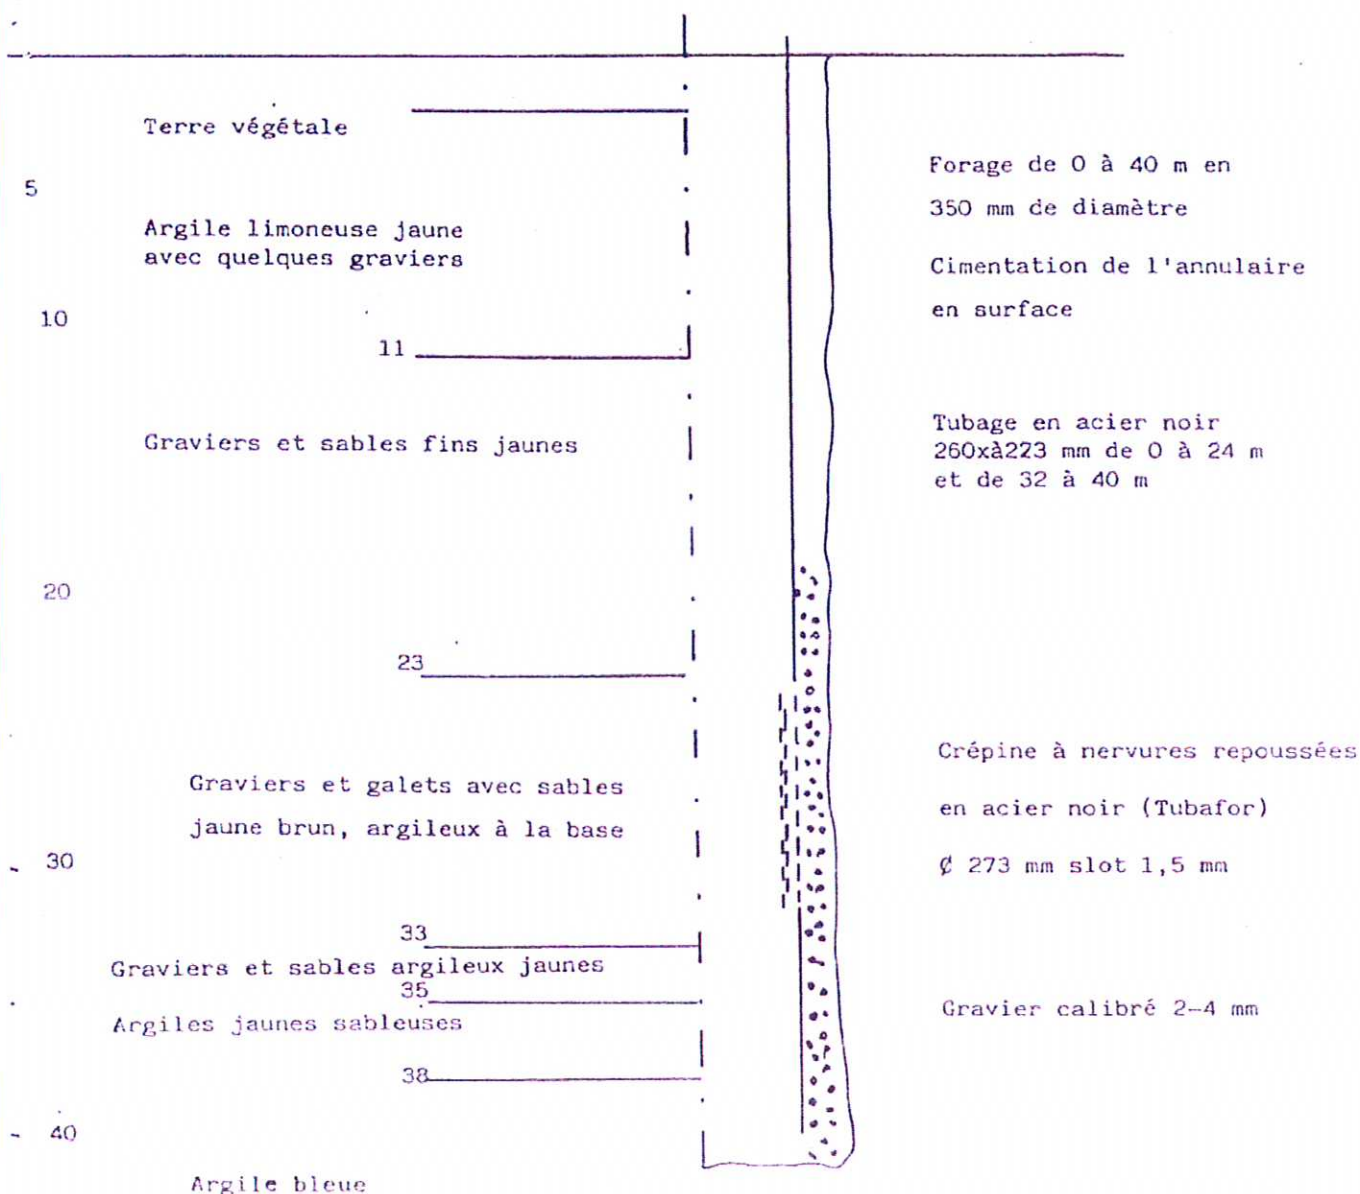 Terre végétale
5
Argile limoneuse jaune
avec quelques graviers
10
11
Graviers et sables fins jaunes
20
23
Graviers et galets avec sables
jaune brun, argileux à la base
30
33
Graviers et sables argileux jaunes
35
Argiles jaunes sableuses
38
40
Argile bleue
Forage de 0 à 40 m en
350 mm de diamètre
Cimentation de l'annulaire
en surface
Tubage en acier noir
260xà273 mm de 0 à 24 m
et de 32 à 40 m
Crépine à nervures repoussées
en acier noir (Tubafor)
¢ 273 mm slot 1,5 mm
Gravier calibré 2-4 mm